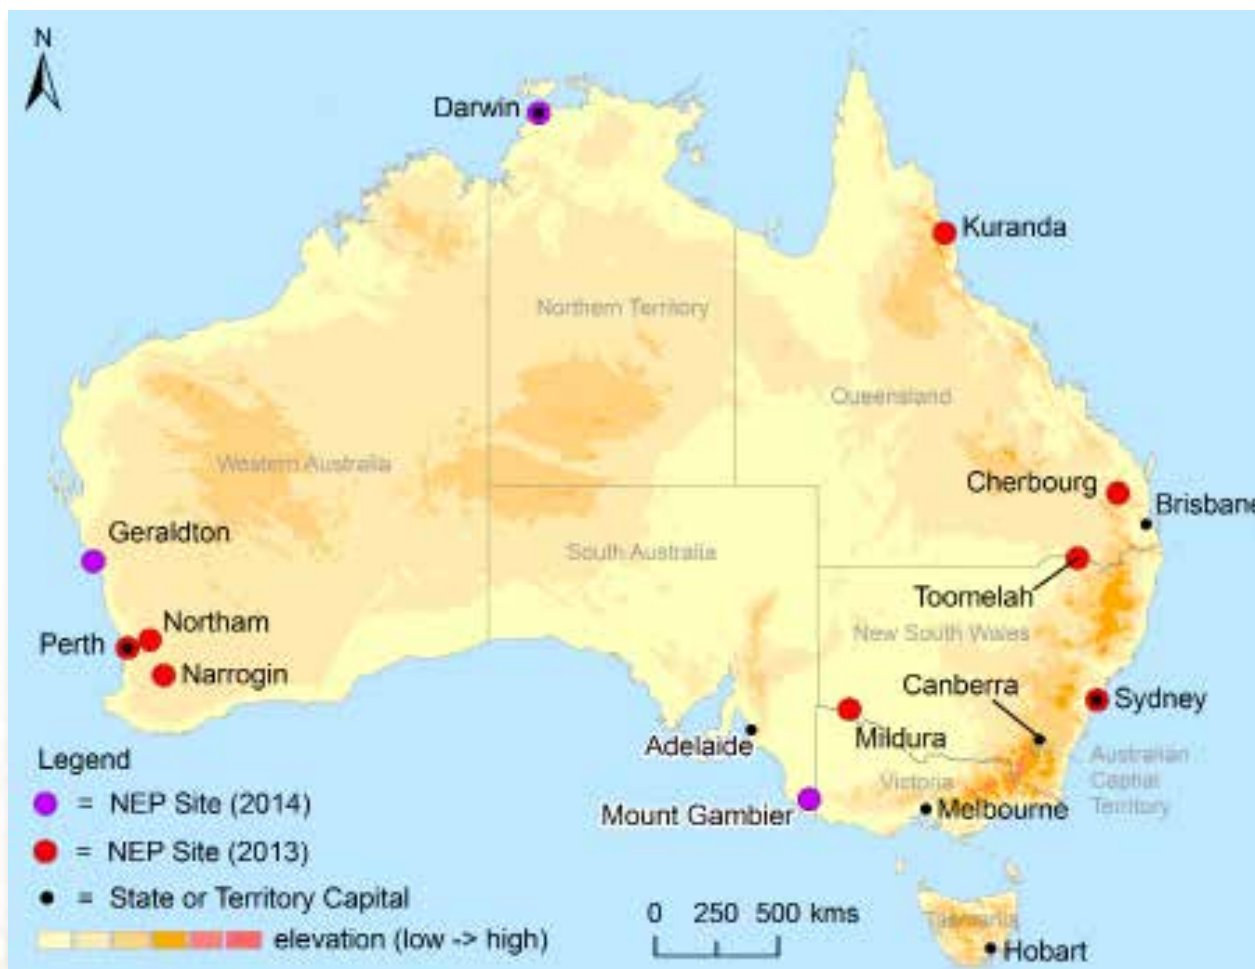 N
Darwin
Kuranda
Northern Territory
Queensland
Western Australia
Cherbourg
Brisbane
Geraldton
South Australia
Toomelah
Northam
New South Wales
Perth
Narrogin
Canberra
Sydney
Adelaide
Mildura
Australian
Capital
Territory
Legend
Victoria
= NEP Site (2014)
Mount Gambier
Melbourne
= NEP Site (2013)
= State or Territory Capital
0 250 500 kms
Tasmania
elevation (low -> high)
Hobart